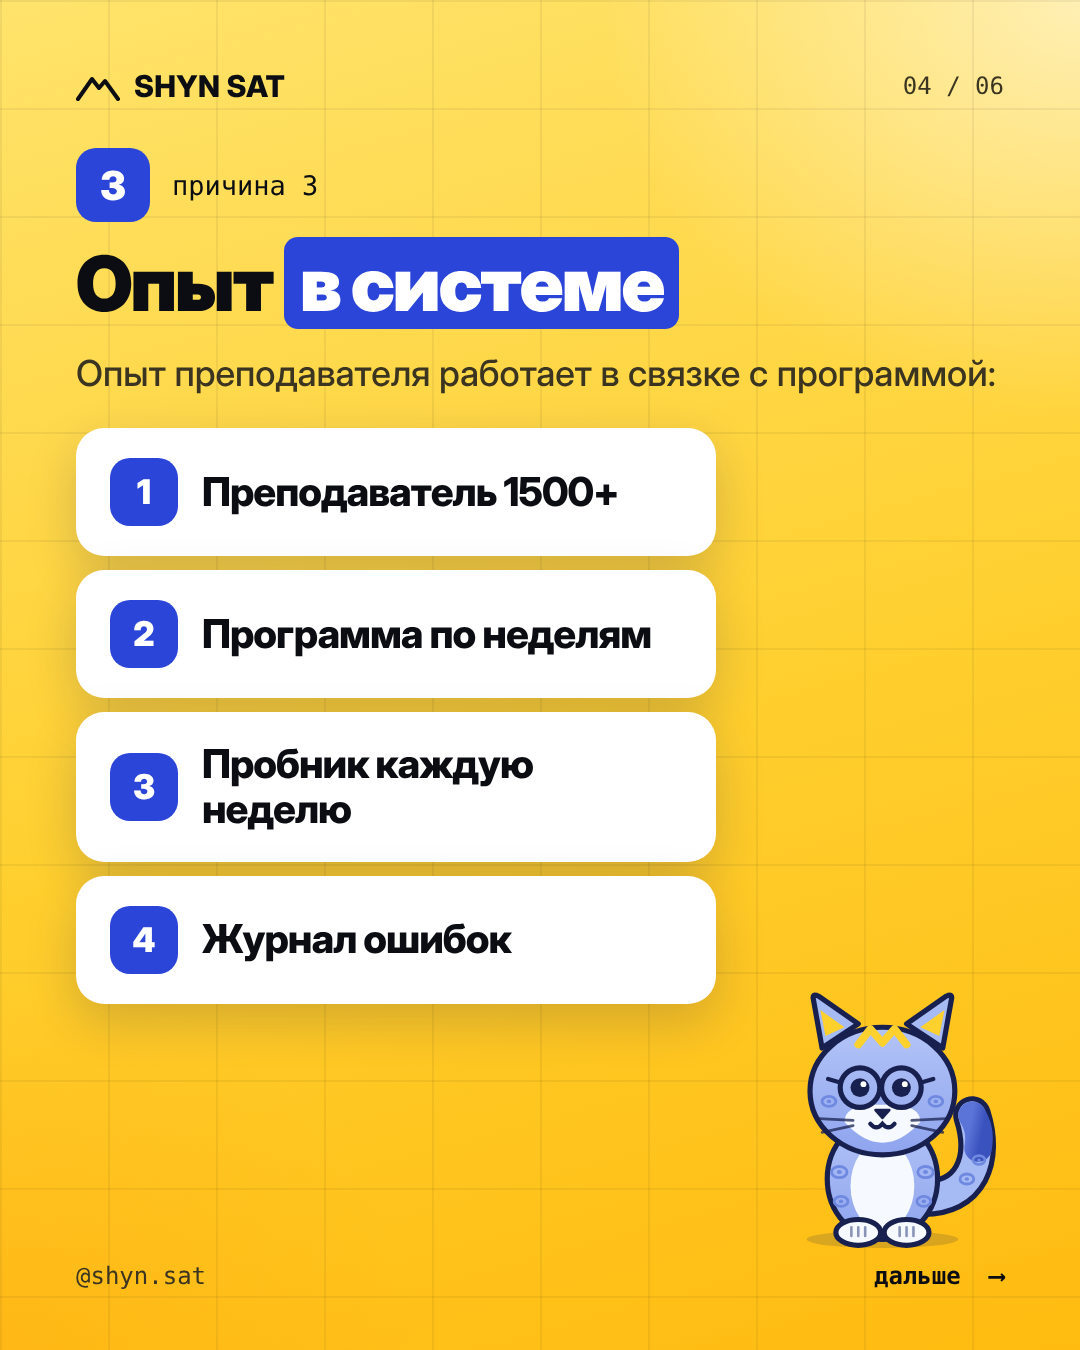 SHYN SAT
04 / 06
3
причина 3
Опыт в системе
Опыт преподавателя работает в связке с программой:
1
Преподаватель 1500+
2
Программа по неделям
3
Пробник каждую
неделю
4
Журнал ошибок
@shyn.sat
дальше →